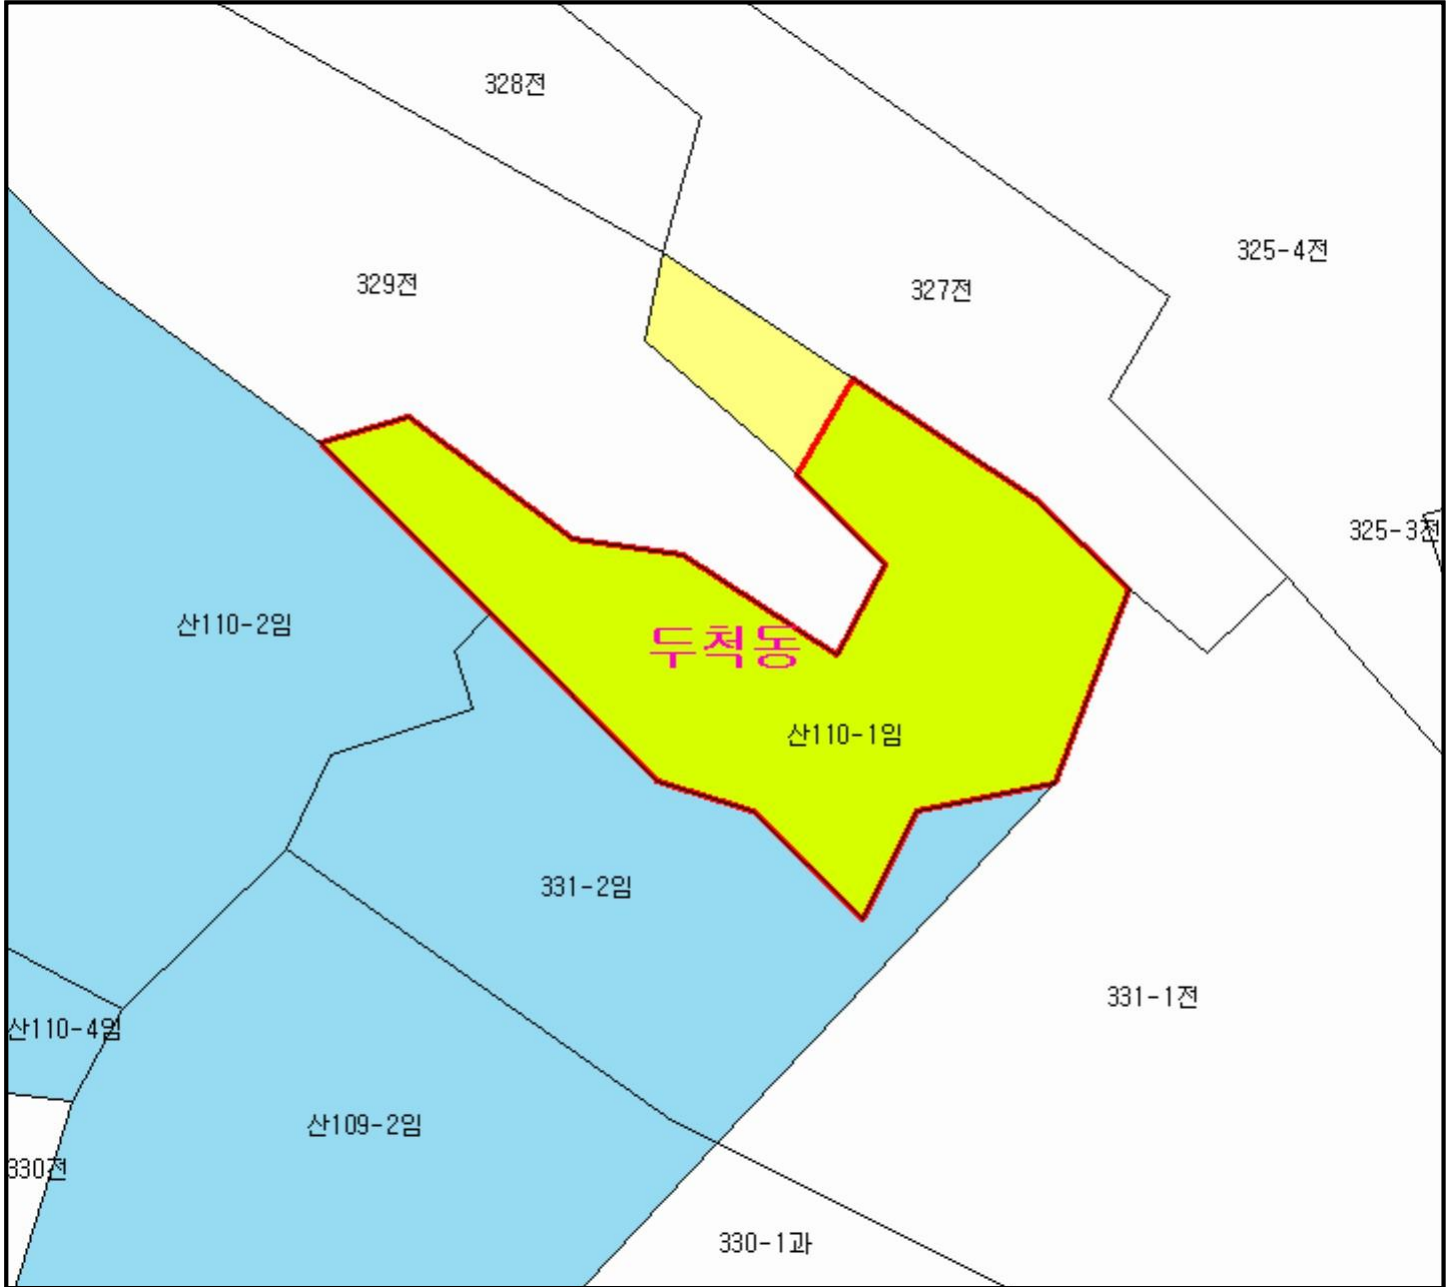 328전
325-4전
329전
327전
325-3전
산110-2임
두척동
산110-1임
331-2임
331-1전
산110-4임
산109-2임
330전
330-1과